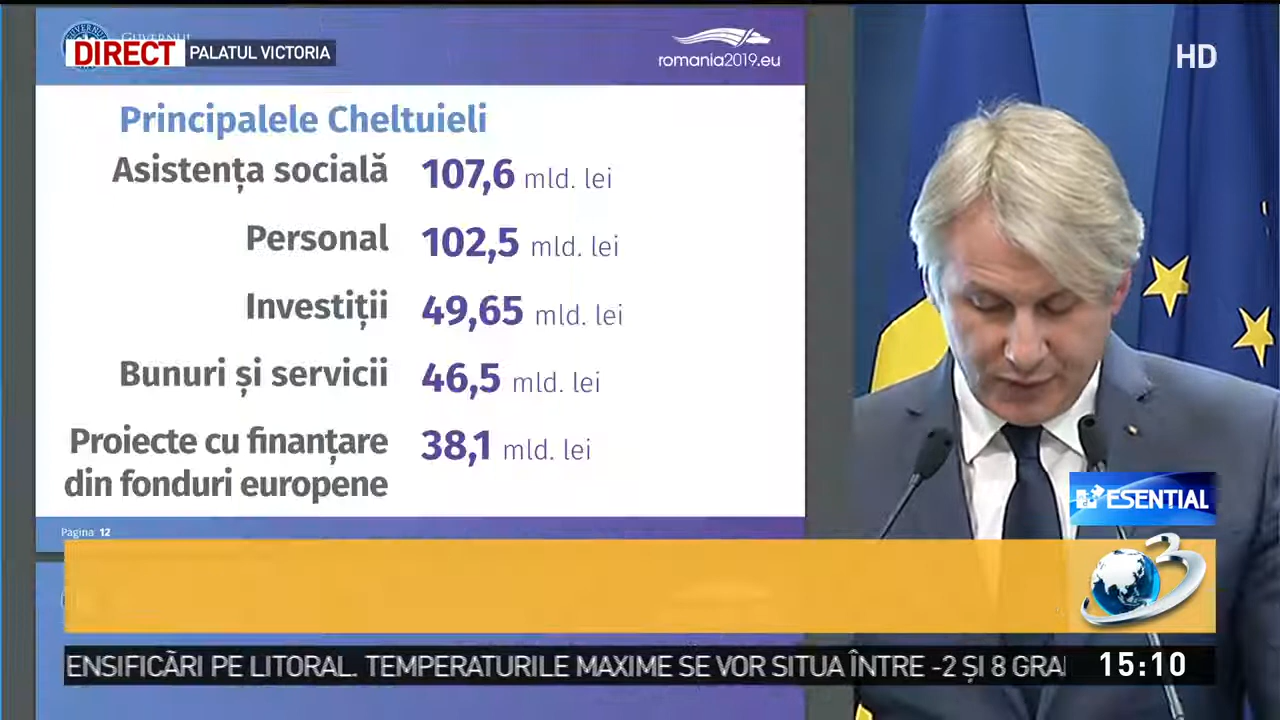 GUVERNUL
DIRECT PALATUL VICTORIA
romania2019.eu
HD
Principalele Cheltuieli
Asistența socială 107,6 mld. lei
Personal 102,5 mld. lei
Investiții 49,65 mld. lei
Bunuri și servicii 46,5 mld. lei
Proiecte cu finanțare 38,1 mld. lei
din fonduri europene
Pagina 12
ESENTIAL
3
ENSIFICĂRI PE LITORAL. TEMPERATURILE MAXIME SE VOR SITUA ÎNTRE -2 ȘI 8 GRA
15:10